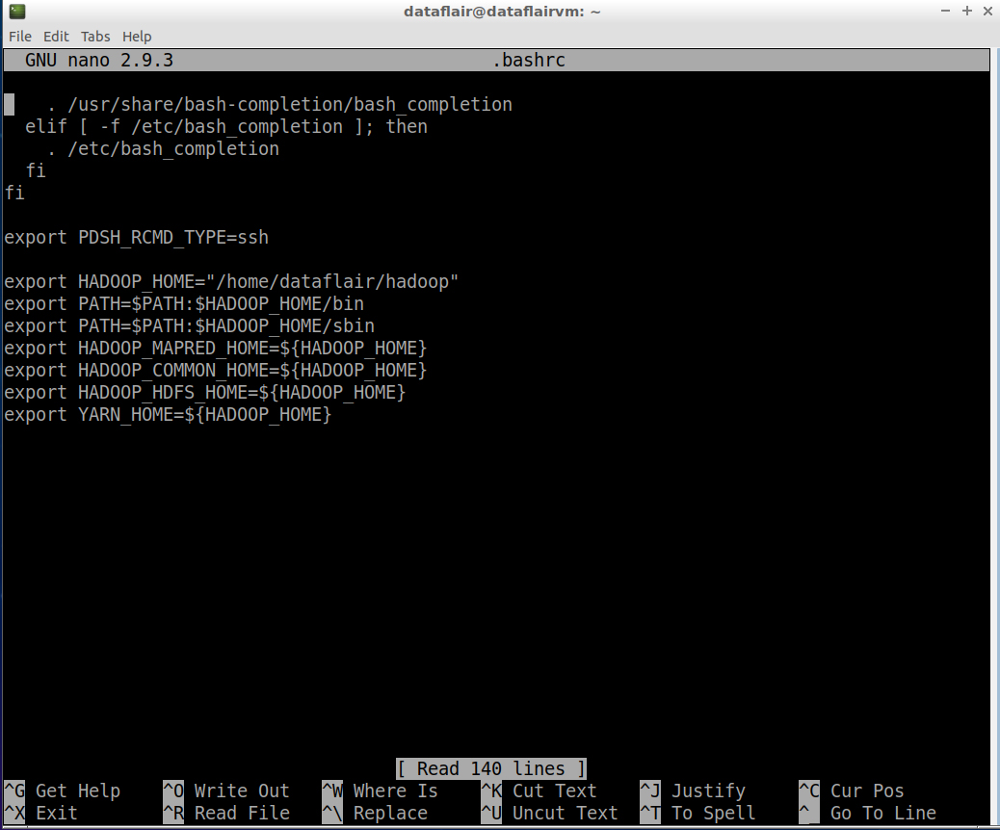 dataflair@dataflairvm: ~
File Edit Tabs Help
GNU nano 2.9.3 .bashrc
. /usr/share/bash-completion/bash_completion
elif [ -f /etc/bash_completion ]; then
. /etc/bash_completion
fi
fi
export PDSH_RCMD_TYPE=ssh
export HADOOP_HOME="/home/dataflair/hadoop"
export PATH=$PATH:$HADOOP_HOME/bin
export PATH=$PATH:$HADOOP_HOME/sbin
export HADOOP_MAPRED_HOME=${HADOOP_HOME}
export HADOOP_COMMON_HOME=${HADOOP_HOME}
export HADOOP_HDFS_HOME=${HADOOP_HOME}
export YARN_HOME=${HADOOP_HOME}
[ Read 140 lines ]
^G Get Help ^O Write Out ^W Where Is ^K Cut Text ^J Justify ^C Cur Pos
^X Exit ^R Read File ^\ Replace ^U Uncut Text ^T To Spell ^_ Go To Line